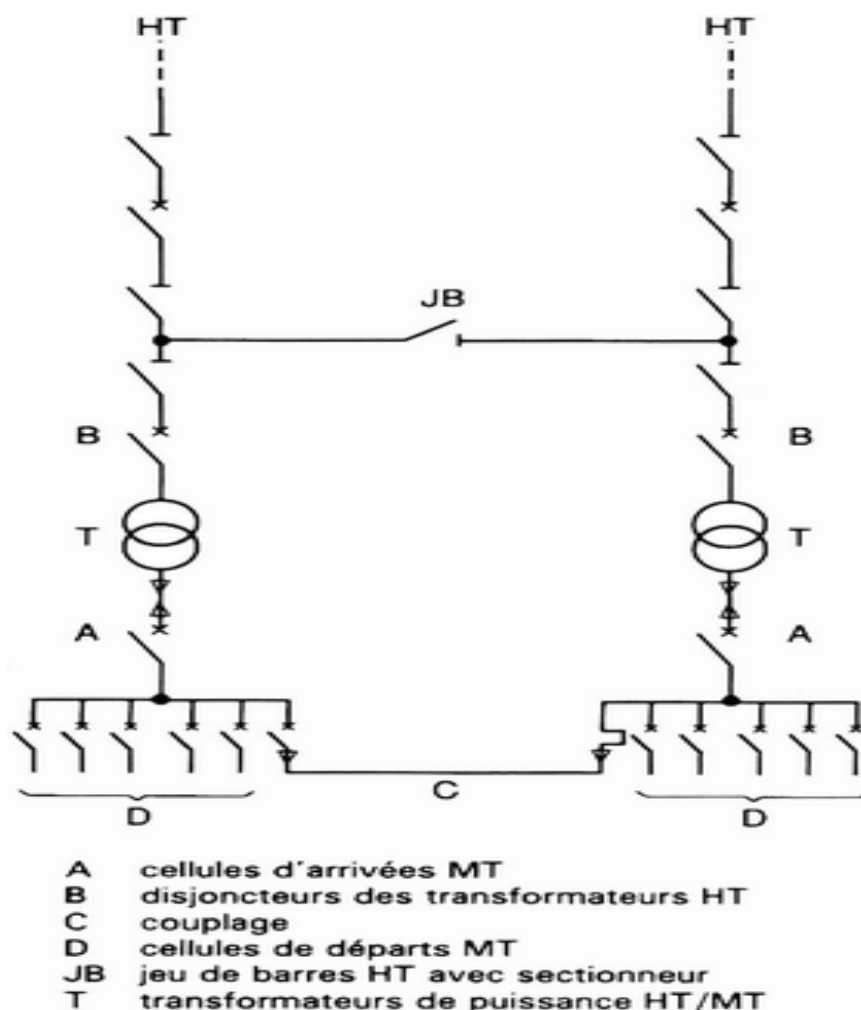 HT HT
JB
B B
T T
A A
C
D D
A cellules d'arrivées MT
B disjoncteurs des transformateurs HT
C couplage
D cellules de départs MT
JB jeu de barres HT avec sectionneur
T transformateurs de puissance HT/MT